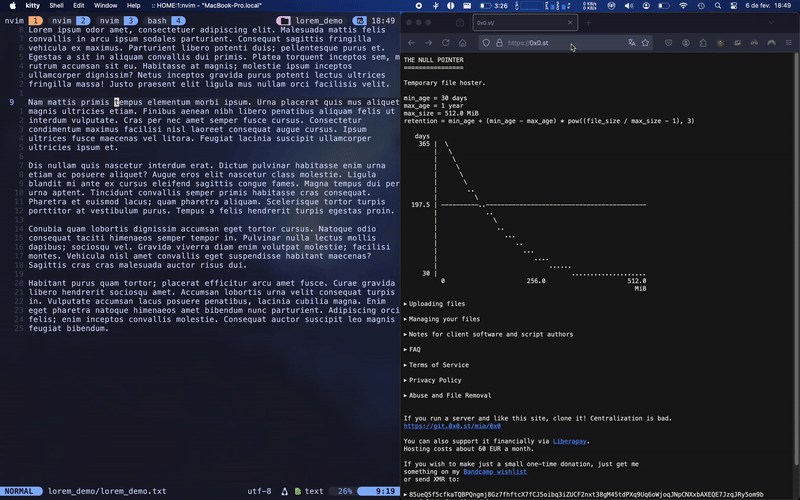 kitty Shell Edit Window Help :: HOME:1:nvim - "MacBook-Pro.local" 3:26 6 de fev. 18:49
nvim 1 nvim 2 nvim 3 bash 4 lorem_demo 18:49
8 Lorem ipsum odor amet, consectetuer adipiscing elit. Malesuada mattis felis
convallis in arcu ipsum sodales parturient. Consequat sagittis fringilla
vehicula ex maximus. Parturient libero potenti duis; pellentesque purus et.
Egestas a sit in aliquam convallis dui primis. Platea torquent inceptos sem, m
rutrum accumsan sit eu. Habitasse at magnis; molestie ipsum inceptos
ullamcorper dignissim? Netus inceptos gravida purus potenti lectus ultrices
fringilla massa! Justo praesent elit ligula mus nullam orci facilisis velit.
9 Nam mattis primis tempus elementum morbi ipsum. Urna placerat quis mus aliquet
magnis ultricies etiam. Finibus aenean nibh libero penatibus aliquam felis ut
interdum vulputate. Cras per nec amet semper fusce cursus. Consectetur
condimentum maximus facilisi nisl laoreet consequat augue cursus. Ipsum
ultrices fusce maecenas vel litora. Feugiat lacinia suscipit ullamcorper
ultricies ipsum et.
Dis nullam quis nascetur interdum erat. Dictum pulvinar habitasse enim urna
etiam ac posuere aliquet? Augue eros elit nascetur class molestie. Ligula
blandit mi ante ex cursus eleifend sagittis congue fames. Magna tempus dui per
urna aptent. Tincidunt convallis semper primis habitasse cras consequat.
Pharetra et euismod lacus; quam pharetra aliquam. Scelerisque tortor turpis
porttitor at vestibulum purus. Tempus a felis hendrerit turpis egestas proin.
Conubia quam lobortis dignissim accumsan eget tortor cursus. Natoque odio
consequat taciti himenaeos semper tempor in. Pulvinar nulla lectus mollis
dapibus; sociosqu vel. Gravida viverra diam enim volutpat molestie; facilisi
montes. Vehicula nisl amet convallis eget suspendisse habitant maecenas?
Sagittis cras cras malesuada auctor risus dui.
Habitant purus quam tortor; placerat efficitur arcu amet fusce. Curae gravida
libero hendrerit sociosqu amet. Accumsan lobortis urna velit consequat turpis
in. Vulputate accumsan lacus posuere penatibus, lacinia cubilia magna. Enim
eget pharetra natoque himenaeos amet bibendum nunc parturient. Adipiscing orci
felis; enim inceptos convallis molestie. Consequat auctor suscipit leo magnis
feugiat bibendum.
NORMAL lorem_demo/lorem_demo.txt utf-8 text 26% 9:19
0x0.st/
https://0x0.st
THE NULL POINTER
================
Temporary file hoster.
min_age = 30 days
max_age = 1 year
max_size = 512.0 MiB
retention = min_age + (min_age - max_age) * pow((file_size / max_size - 1), 3)
days
365
197.5
30
0 256.0 512.0
MiB
Uploading files
Managing your files
Notes for client software and script authors
FAQ
Terms of Service
Privacy Policy
Abuse and File Removal
If you run a server and like this site, clone it! Centralization is bad.
https://git.0x0.st/mia/0x0
You can also support it financially via Liberapay.
Hosting costs about 60 EUR a month.
If you wish to make just a small one-time donation, just get me
something on my Bandcamp wishlist
or send XMR to: